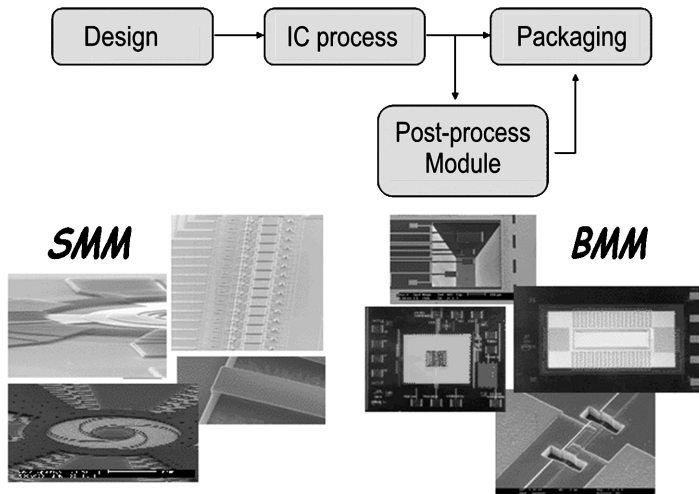 Design
IC process
Packaging
Post-process
Module
SMM
BMM